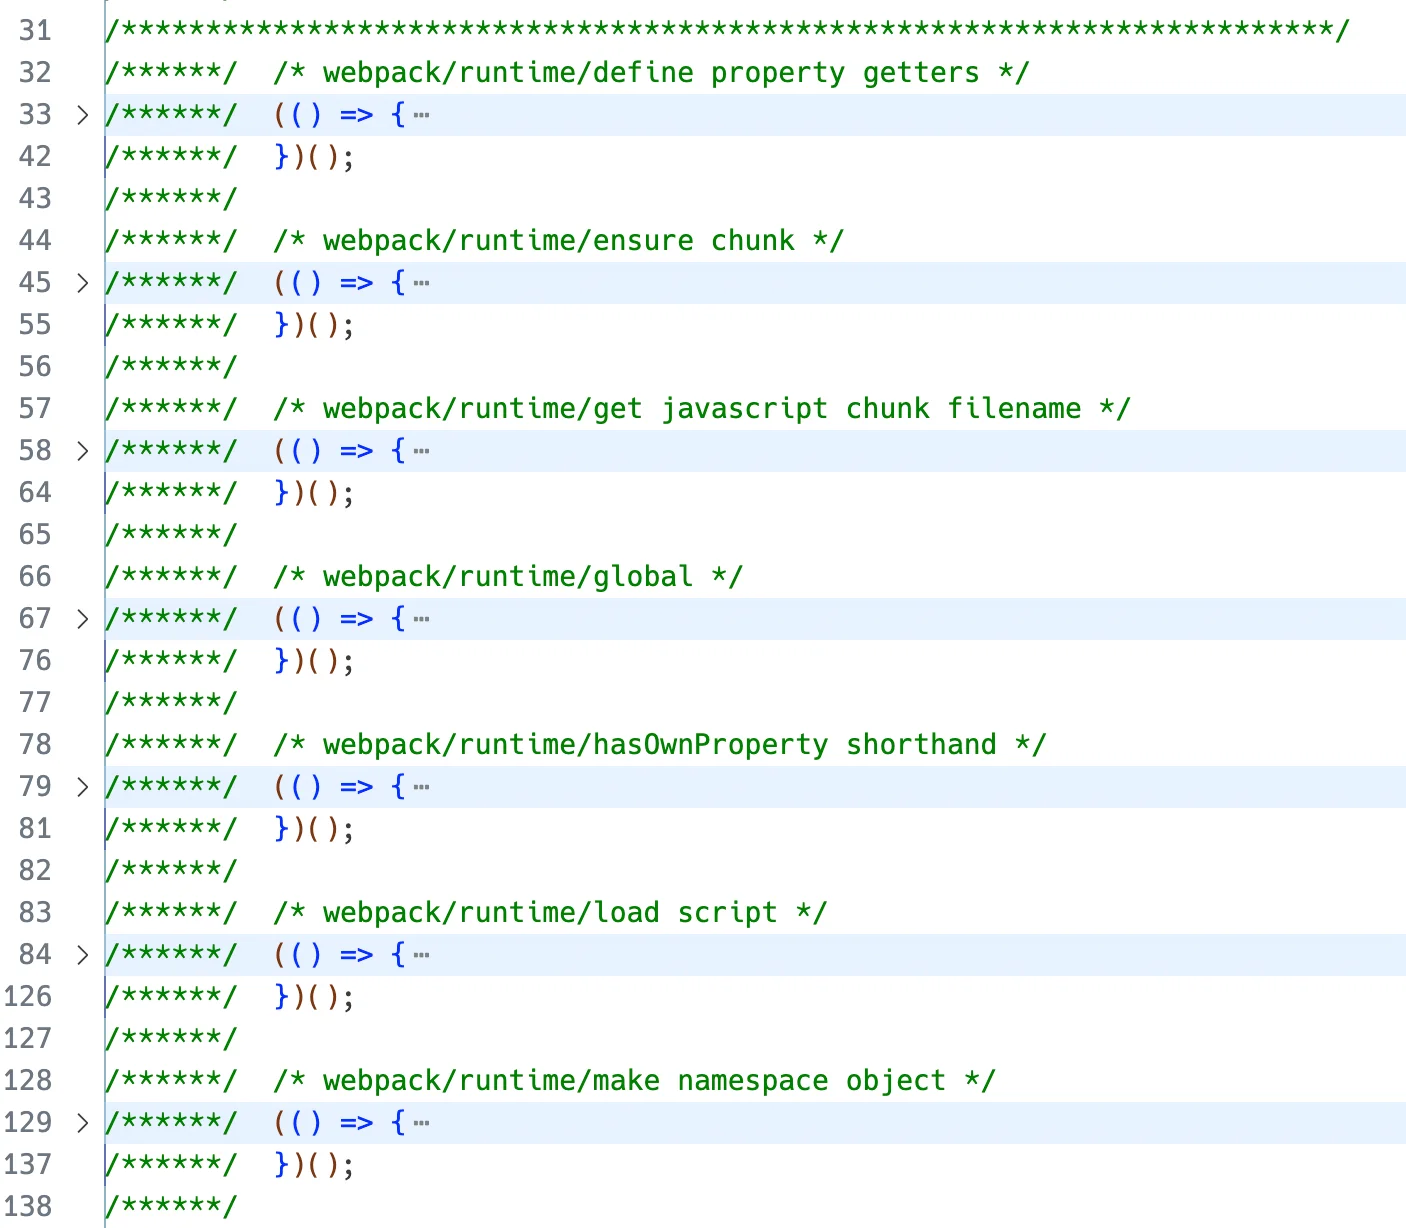 31 /************************************************************************/
32 /******/ /* webpack/runtime/define property getters */
33 > /******/ (() => { ⋯
42 /******/ })();
43 /******/
44 /******/ /* webpack/runtime/ensure chunk */
45 > /******/ (() => { ⋯
55 /******/ })();
56 /******/
57 /******/ /* webpack/runtime/get javascript chunk filename */
58 > /******/ (() => { ⋯
64 /******/ })();
65 /******/
66 /******/ /* webpack/runtime/global */
67 > /******/ (() => { ⋯
76 /******/ })();
77 /******/
78 /******/ /* webpack/runtime/hasOwnProperty shorthand */
79 > /******/ (() => { ⋯
81 /******/ })();
82 /******/
83 /******/ /* webpack/runtime/load script */
84 > /******/ (() => { ⋯
126 /******/ })();
127 /******/
128 /******/ /* webpack/runtime/make namespace object */
129 > /******/ (() => { ⋯
137 /******/ })();
138 /******/